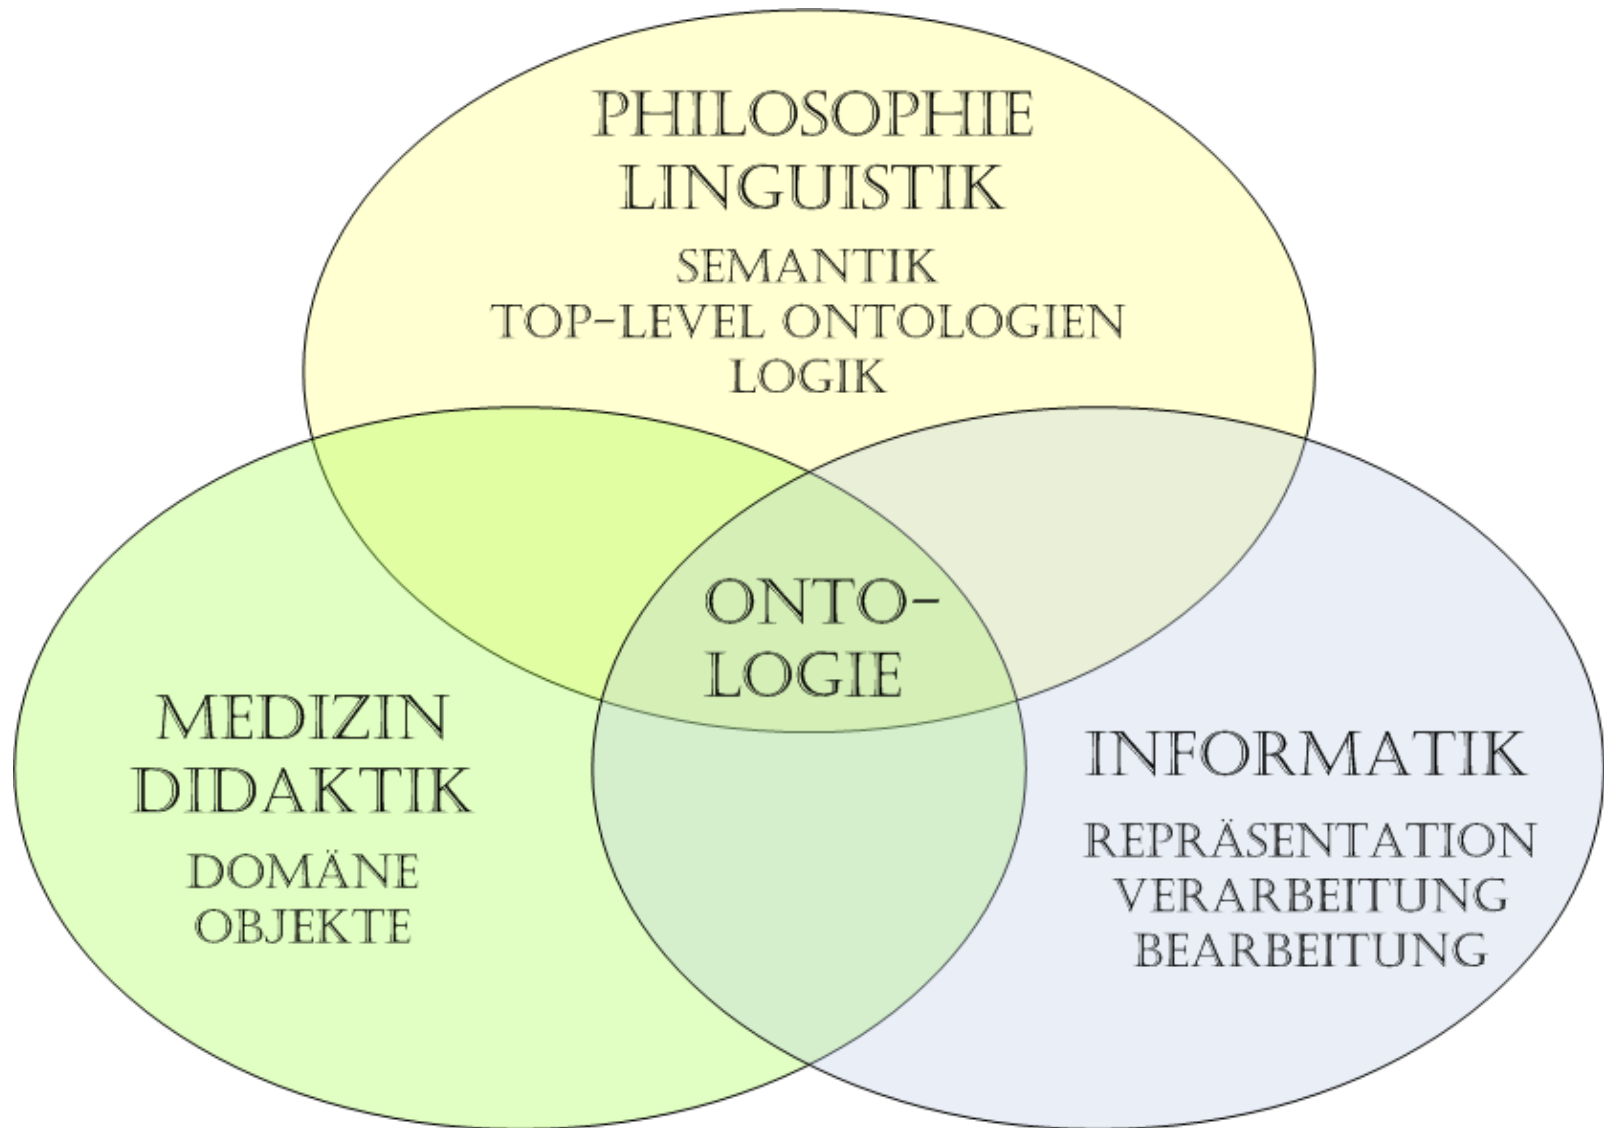 PHILOSOPHIE
LINGUISTIK
SEMANTIK
TOP-LEVEL ONTOLOGIEN
LOGIK
ONTO-
LOGIE
MEDIZIN
DIDAKTIK
DOMÄNE
OBJEKTE
INFORMATIK
REPRÄSENTATION
VERARBEITUNG
BEARBEITUNG